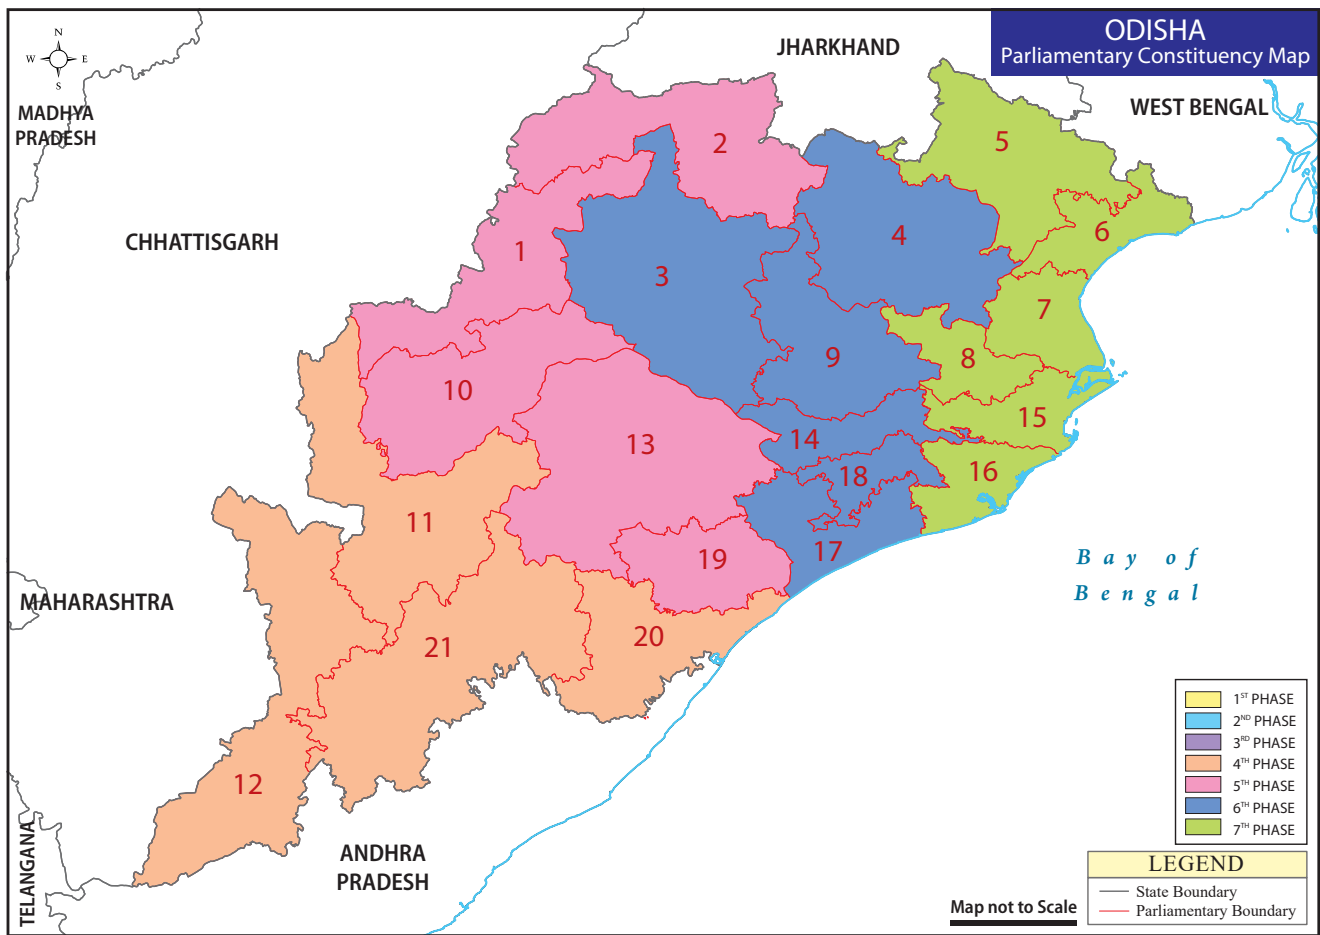 ODISHA
Parliamentary Constituency Map
N
W E
S
JHARKHAND
WEST BENGAL
MADHYA
PRADESH
CHHATTISGARH
MAHARASHTRA
TELANGANA
ANDHRA
PRADESH
Bay of
Bengal
1
2
3
4
5
6
7
8
9
10
11
12
13
14
15
16
17
18
19
20
21
1ST PHASE
2ND PHASE
3RD PHASE
4TH PHASE
5TH PHASE
6TH PHASE
7TH PHASE
LEGEND
State Boundary
Parliamentary Boundary
Map not to Scale